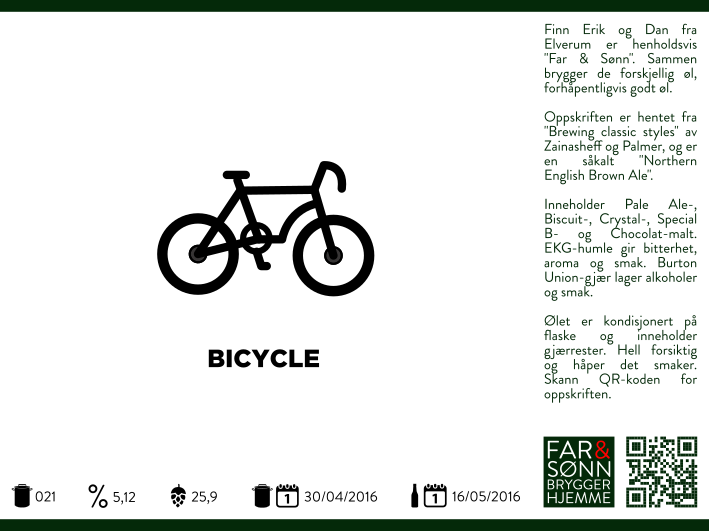 Finn Erik og Dan fra
Elverum er henholdsvis
"Far & Sønn". Sammen
brygger de forskjellig øl,
forhåpentligvis godt øl.
Oppskriften er hentet fra
"Brewing classic styles" av
Zainasheff og Palmer, og er
en såkalt "Northern
English Brown Ale".
Inneholder Pale Ale-,
Biscuit-, Crystal-, Special
B- og Chocolat-malt.
EKG-humle gir bitterhet,
aroma og smak. Burton
Union-gjær lager alkoholer
og smak.
Ølet er kondisjonert på
flaske og inneholder
gjærrester. Hell forsiktig
og håper det smaker.
Skann QR-koden for
oppskriften.
BICYCLE
021 % 5,12 25,9 1 30/04/2016 1 16/05/2016
FAR&
SØNN
BRYGGER
HJEMME